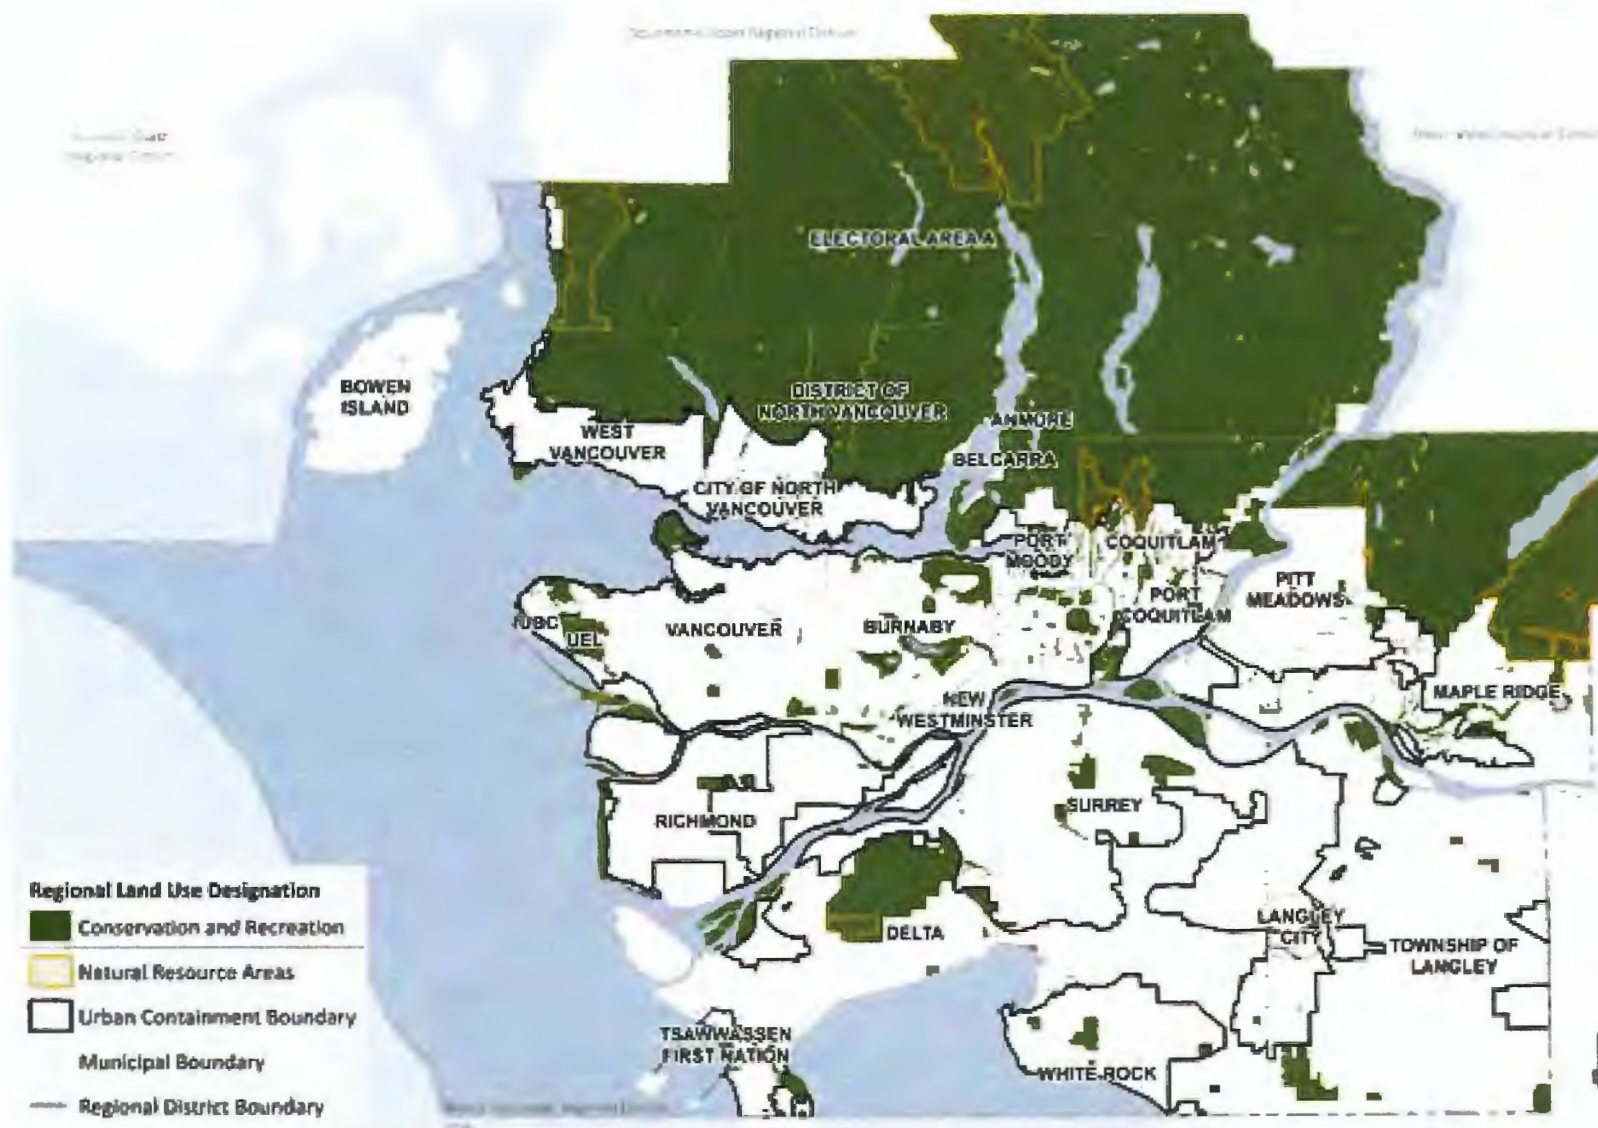 Regional District
ELECTORAL AREA A
BOWEN
ISLAND
DISTRICT OF
NORTH VANCOUVER
ANMORE
WEST
VANCOUVER
BELCARRA
CITY OF NORTH
VANCOUVER
PORT
MOODY
COQUITLAM
PITT
MEADOWS
PORT
COQUITLAM
UBC
UEL
VANCOUVER
BURNABY
NEW
WESTMINSTER
MAPLE RIDGE
RICHMOND
SURREY
DELTA
LANGLEY
CITY
TOWNSHIP OF
LANGLEY
TSAWWASSEN
FIRST NATION
WHITE ROCK
Regional Land Use Designation
Conservation and Recreation
Natural Resource Areas
Urban Containment Boundary
Municipal Boundary
Regional District Boundary